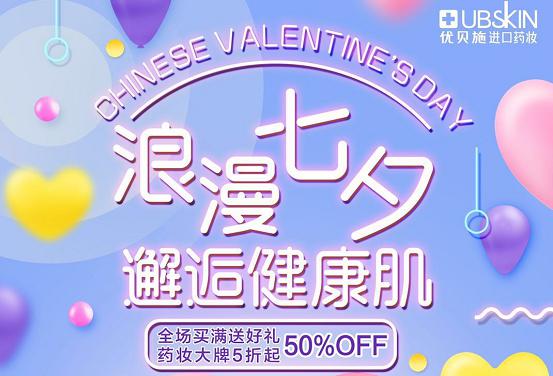 UBSKIN
优贝施进口药妆
CHINESE VALENTINE'S DAY
浪漫七夕
邂逅健康肌
全场买满送好礼
药妆大牌5折起
50%OFF